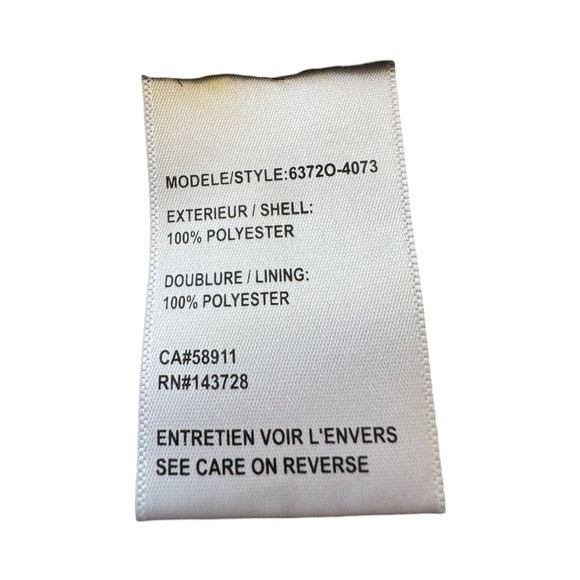 MODELE/STYLE:6372O-4073
EXTERIEUR / SHELL:
100% POLYESTER
DOUBLURE / LINING:
100% POLYESTER
CA#58911
RN#143728
ENTRETIEN VOIR L'ENVERS
SEE CARE ON REVERSE